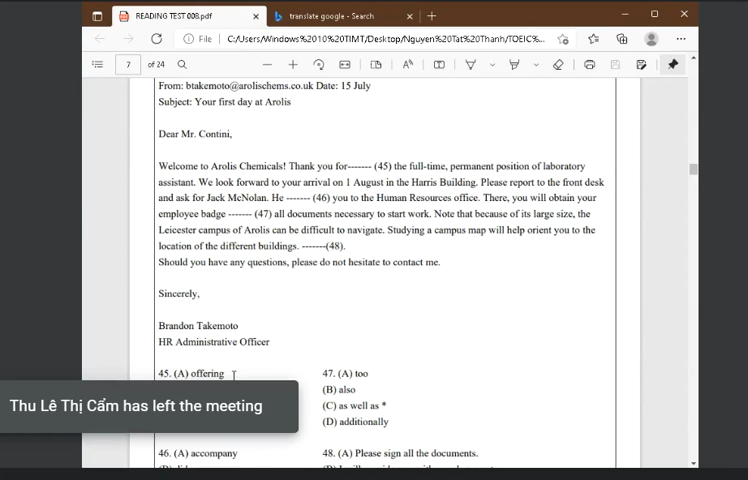 READING TEST 008.pdf
translate google - Search
File
C:/Users/Windows%2010%20TIMT/Desktop/Nguyen%20Tat%20Thanh/TOEIC%...
7 of 24
From: btakemoto@arolischems.co.uk Date: 15 July
Subject: Your first day at Arolis
Dear Mr. Contini,
Welcome to Arolis Chemicals! Thank you for------- (45) the full-time, permanent position of laboratory
assistant. We look forward to your arrival on 1 August in the Harris Building. Please report to the front desk
and ask for Jack McNolan. He ------- (46) you to the Human Resources office. There, you will obtain your
employee badge ------- (47) all documents necessary to start work. Note that because of its large size, the
Leicester campus of Arolis can be difficult to navigate. Studying a campus map will help orient you to the
location of the different buildings. -------(48).
Should you have any questions, please do not hesitate to contact me.
Sincerely,
Brandon Takemoto
HR Administrative Officer
45. (A) offering
47. (A) too
(B) also
(C) as well as *
(D) additionally
Thu Lê Thị Cẩm has left the meeting
46. (A) accompany
48. (A) Please sign all the documents.